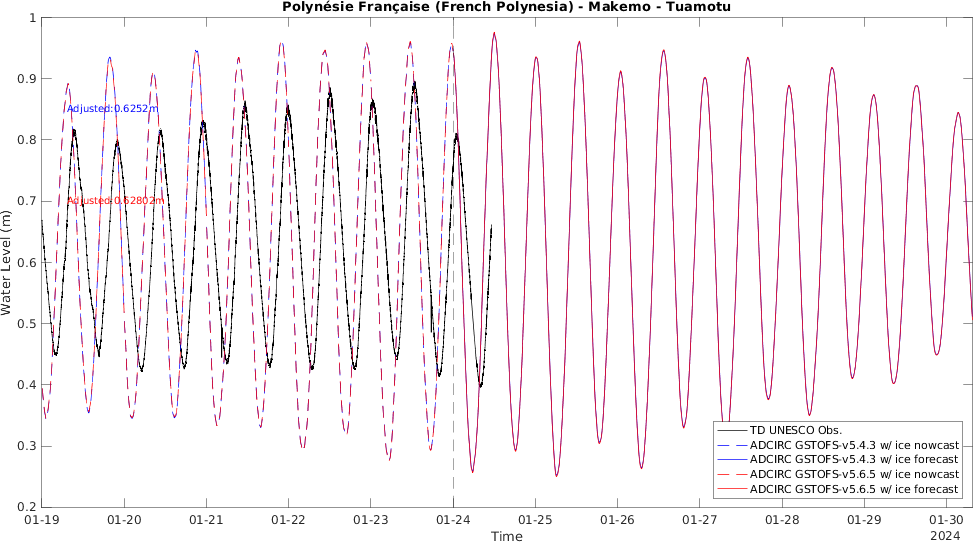 Polynésie Française (French Polynesia) - Makemo - Tuamotu
1
0.9
0.8
0.7
0.6
0.5
0.4
0.3
0.2
Water Level (m)
Adjusted:0.6252m
Adjusted:0.62802m
TD UNESCO Obs.
ADCIRC GSTOFS-v5.4.3 w/ ice nowcast
ADCIRC GSTOFS-v5.4.3 w/ ice forecast
ADCIRC GSTOFS-v5.6.5 w/ ice nowcast
ADCIRC GSTOFS-v5.6.5 w/ ice forecast
01-19 01-20 01-21 01-22 01-23 01-24 01-25 01-26 01-27 01-28 01-29 01-30
Time
2024